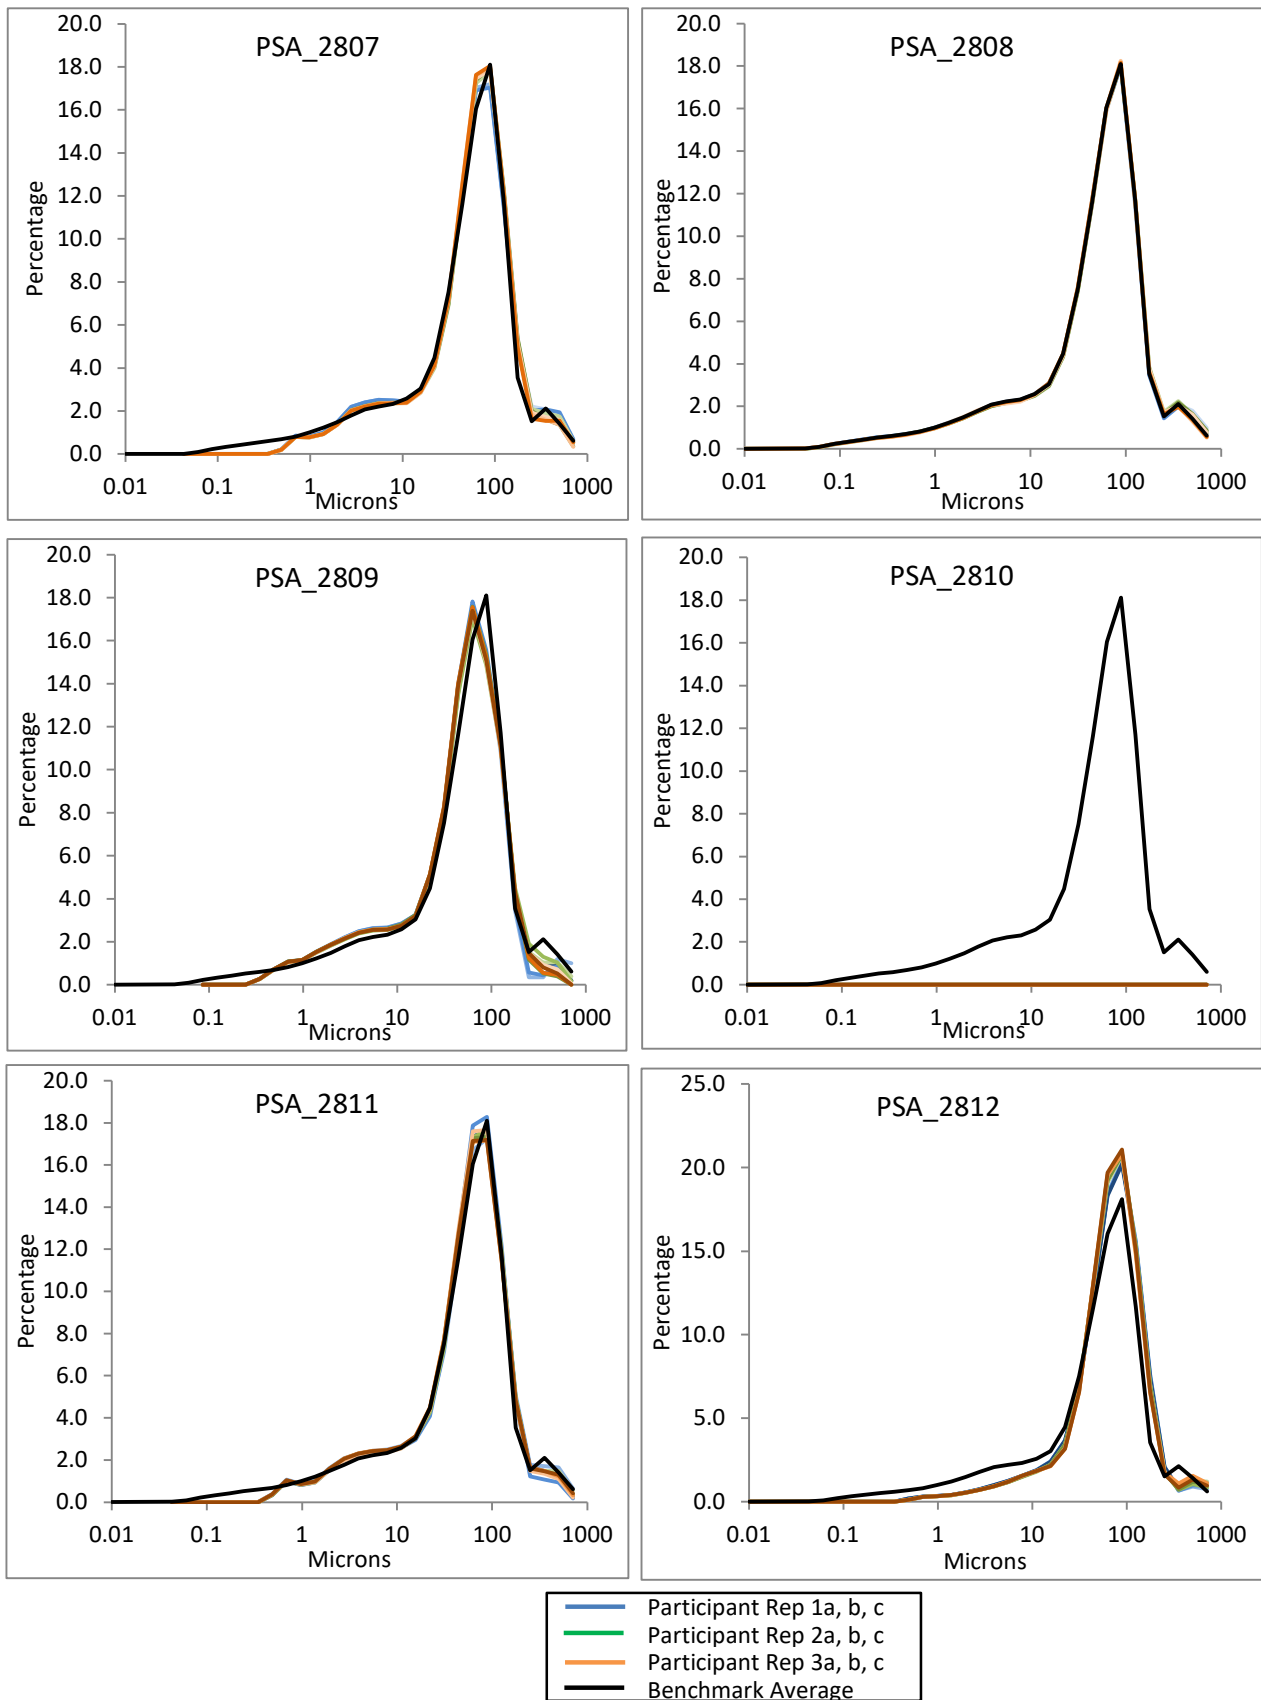 PSA_2807
20.0
18.0
16.0
14.0
12.0
10.0
8.0
6.0
4.0
2.0
0.0
Percentage
0.01 0.1 1 10 100 1000
Microns
PSA_2808
20.0
18.0
16.0
14.0
12.0
10.0
8.0
6.0
4.0
2.0
0.0
Percentage
0.01 0.1 1 10 100 1000
Microns
PSA_2809
20.0
18.0
16.0
14.0
12.0
10.0
8.0
6.0
4.0
2.0
0.0
Percentage
0.01 0.1 1 10 100 1000
Microns
PSA_2810
20.0
18.0
16.0
14.0
12.0
10.0
8.0
6.0
4.0
2.0
0.0
Percentage
0.01 0.1 1 10 100 1000
Microns
PSA_2811
20.0
18.0
16.0
14.0
12.0
10.0
8.0
6.0
4.0
2.0
0.0
Percentage
0.01 0.1 1 10 100 1000
Microns
PSA_2812
25.0
20.0
15.0
10.0
5.0
0.0
Percentage
0.01 0.1 1 10 100 1000
Microns
Participant Rep 1a, b, c
Participant Rep 2a, b, c
Participant Rep 3a, b, c
Benchmark Average